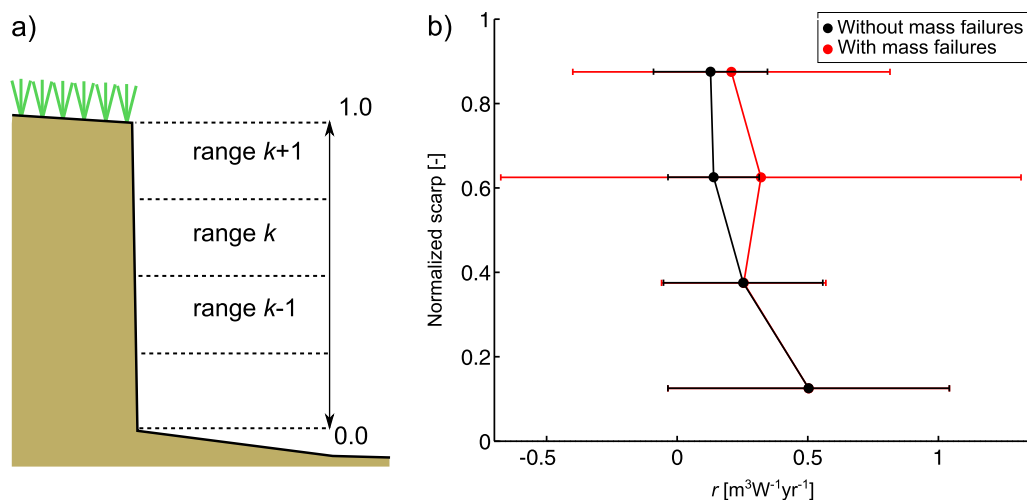 a)
1.0
range k+1
range k
range k-1
0.0
b)
Without mass failures
With mass failures
Normalized scarp [-]
1
0.8
0.6
0.4
0.2
0
-0.5
0
0.5
1
r [m³W⁻¹yr⁻¹]